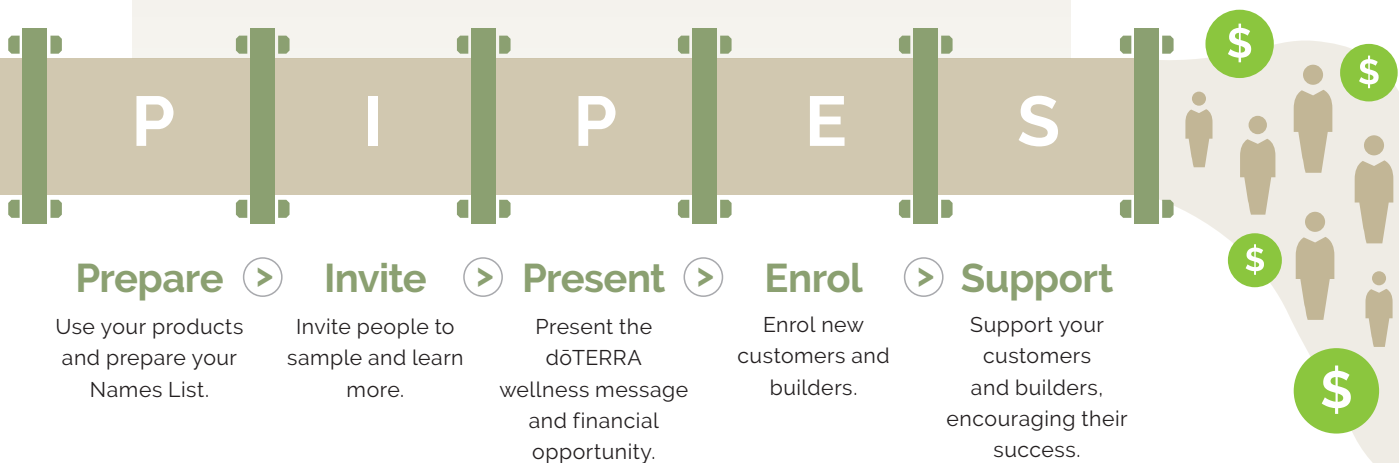 P I P E S
$
$
Prepare > Invite > Present > Enrol > Support
Use your products
and prepare your
Names List.
Invite people to
sample and learn
more.
Present the
dōTERRA
wellness message
and financial
opportunity.
Enrol new
customers and
builders.
Support your
customers
and builders,
encouraging their
success.
$
$